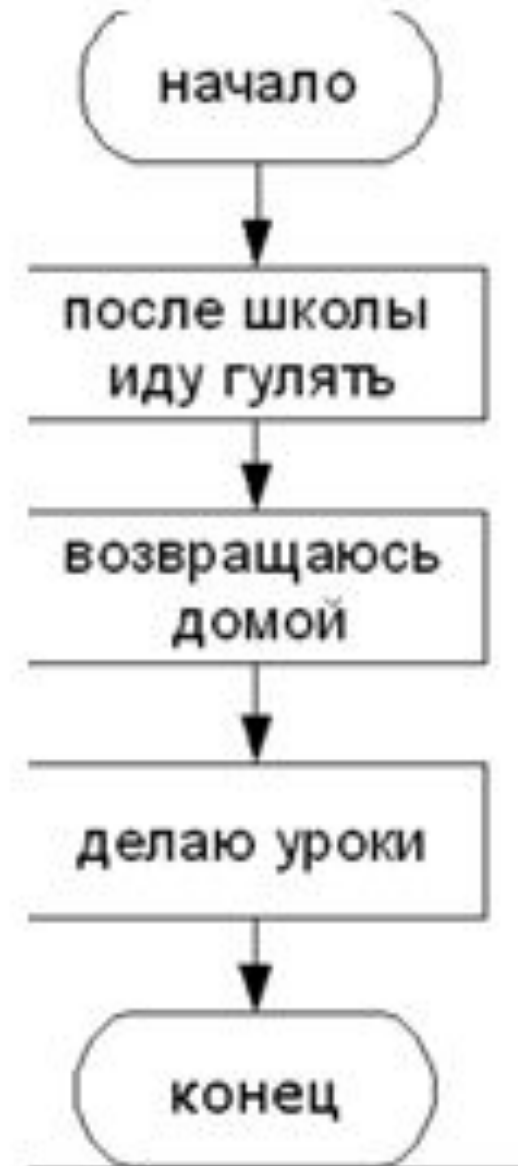 начало
после школы
иду гулять
возвращаюсь
домой
делаю уроки
конец